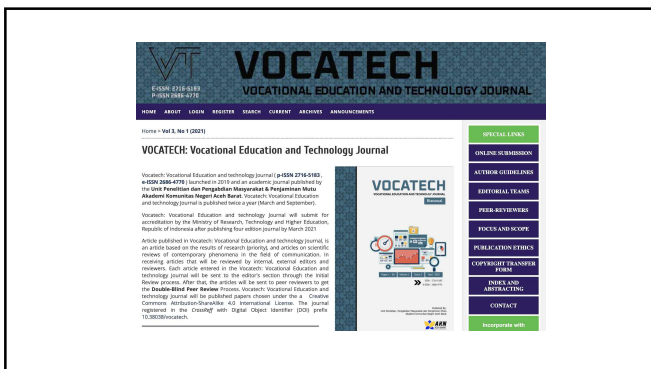 VT
E-ISSN: 2716-5183
P-ISSN 2686-4770
VOCATECH
VOCATIONAL EDUCATION AND TECHNOLOGY JOURNAL
HOME ABOUT LOGIN REGISTER SEARCH CURRENT ARCHIVES ANNOUNCEMENTS
Home > Vol 3, No 1 (2021)
VOCATECH: Vocational Education and Technology Journal
Vocatech: Vocational Education and technology Journal ( p-ISSN 2716-5183 ,
e-ISSN 2686-4770 ) launched in 2019 and an academic journal published by
the Unit Penelitian dan Pengabdian Masyarakat & Penjaminan Mutu
Akademi Komunitas Negeri Aceh Barat. Vocatech: Vocational Education
and technology Journal is published twice a year (March and September).
Vocatech: Vocational Education and technology journal will submit for
accreditation by the Ministry of Research, Technology and Higher Education,
Republic of Indonesia after publishing four edition journal by March 2021
Article published in Vocatech: Vocational Education and technology Journal, is
an article based on the results of research (priority), and articles on scientific
reviews of contemporary phenomena in the field of communication. In
receiving articles that will be reviewed by internal, external editors and
reviewers. Each article entered in the Vocatech: Vocational Education and
technology Journal will be sent to the editor's section through the Initial
Review process. After that, the articles will be sent to peer reviewers to get
the Double-Blind Peer Review Process. Vocatech: Vocational Education and
technology Journal will be published papers chosen under the a Creative
Commons Attribution-ShareAlike 4.0 International License. The journal
registered in the CrossReff with Digital Object Identifier (DOI) prefix
10.38038/vocatech.
VOCATECH
VOCATIONAL EDUCATION AND TECHNOLOGY JOURNAL
SPECIAL LINKS
ONLINE SUBMISSION
AUTHOR GUIDELINES
EDITORIAL TEAMS
PEER-REVIEWERS
FOCUS AND SCOPE
PUBLICATION ETHICS
COPYRIGHT TRANSFER
FORM
INDEX AND
ABSTRACTING
CONTACT
Incorporate with